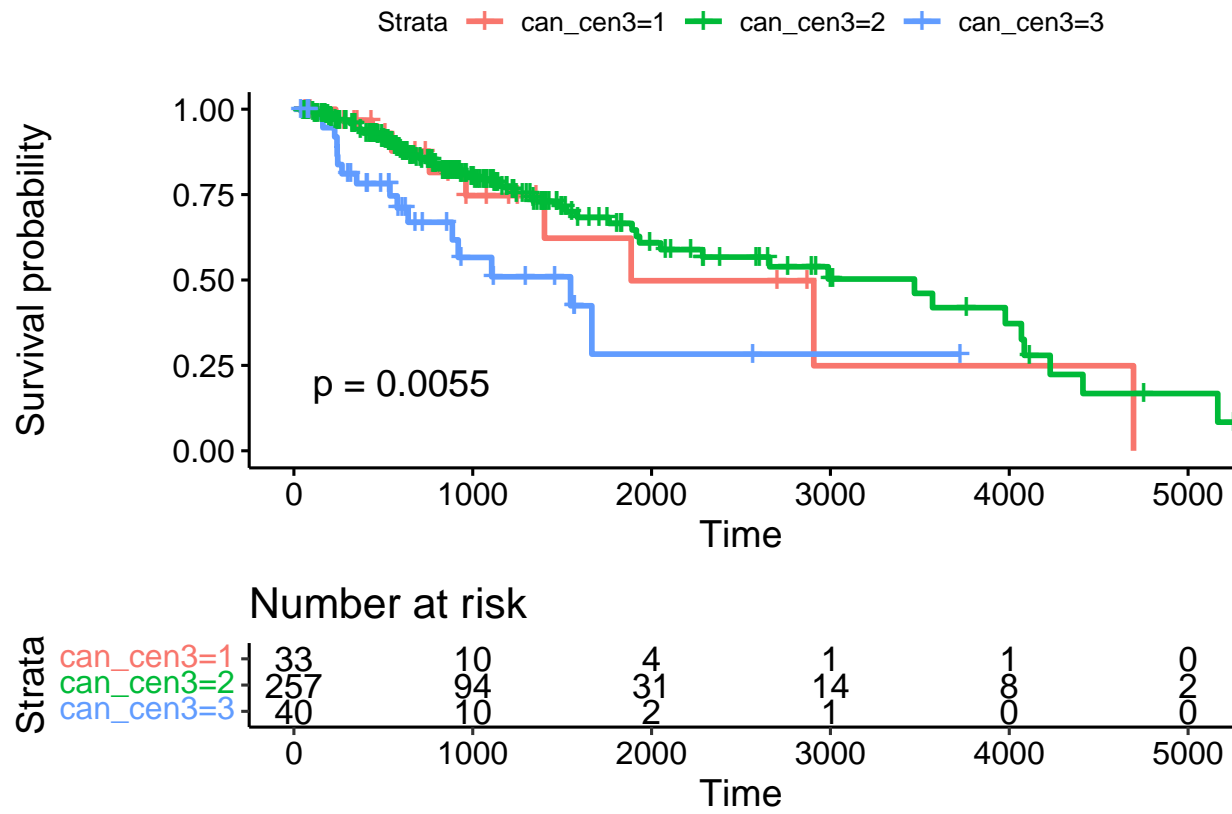 Strata can_cen3=1 can_cen3=2 can_cen3=3
Survival probability
1.00
0.75
0.50
0.25
0.00
p = 0.0055
0 1000 2000 3000 4000 5000
Time
Number at risk
Strata
can_cen3=1 33 10 4 1 1 0
can_cen3=2 257 94 31 14 8 2
can_cen3=3 40 10 2 1 0 0
0 1000 2000 3000 4000 5000
Time